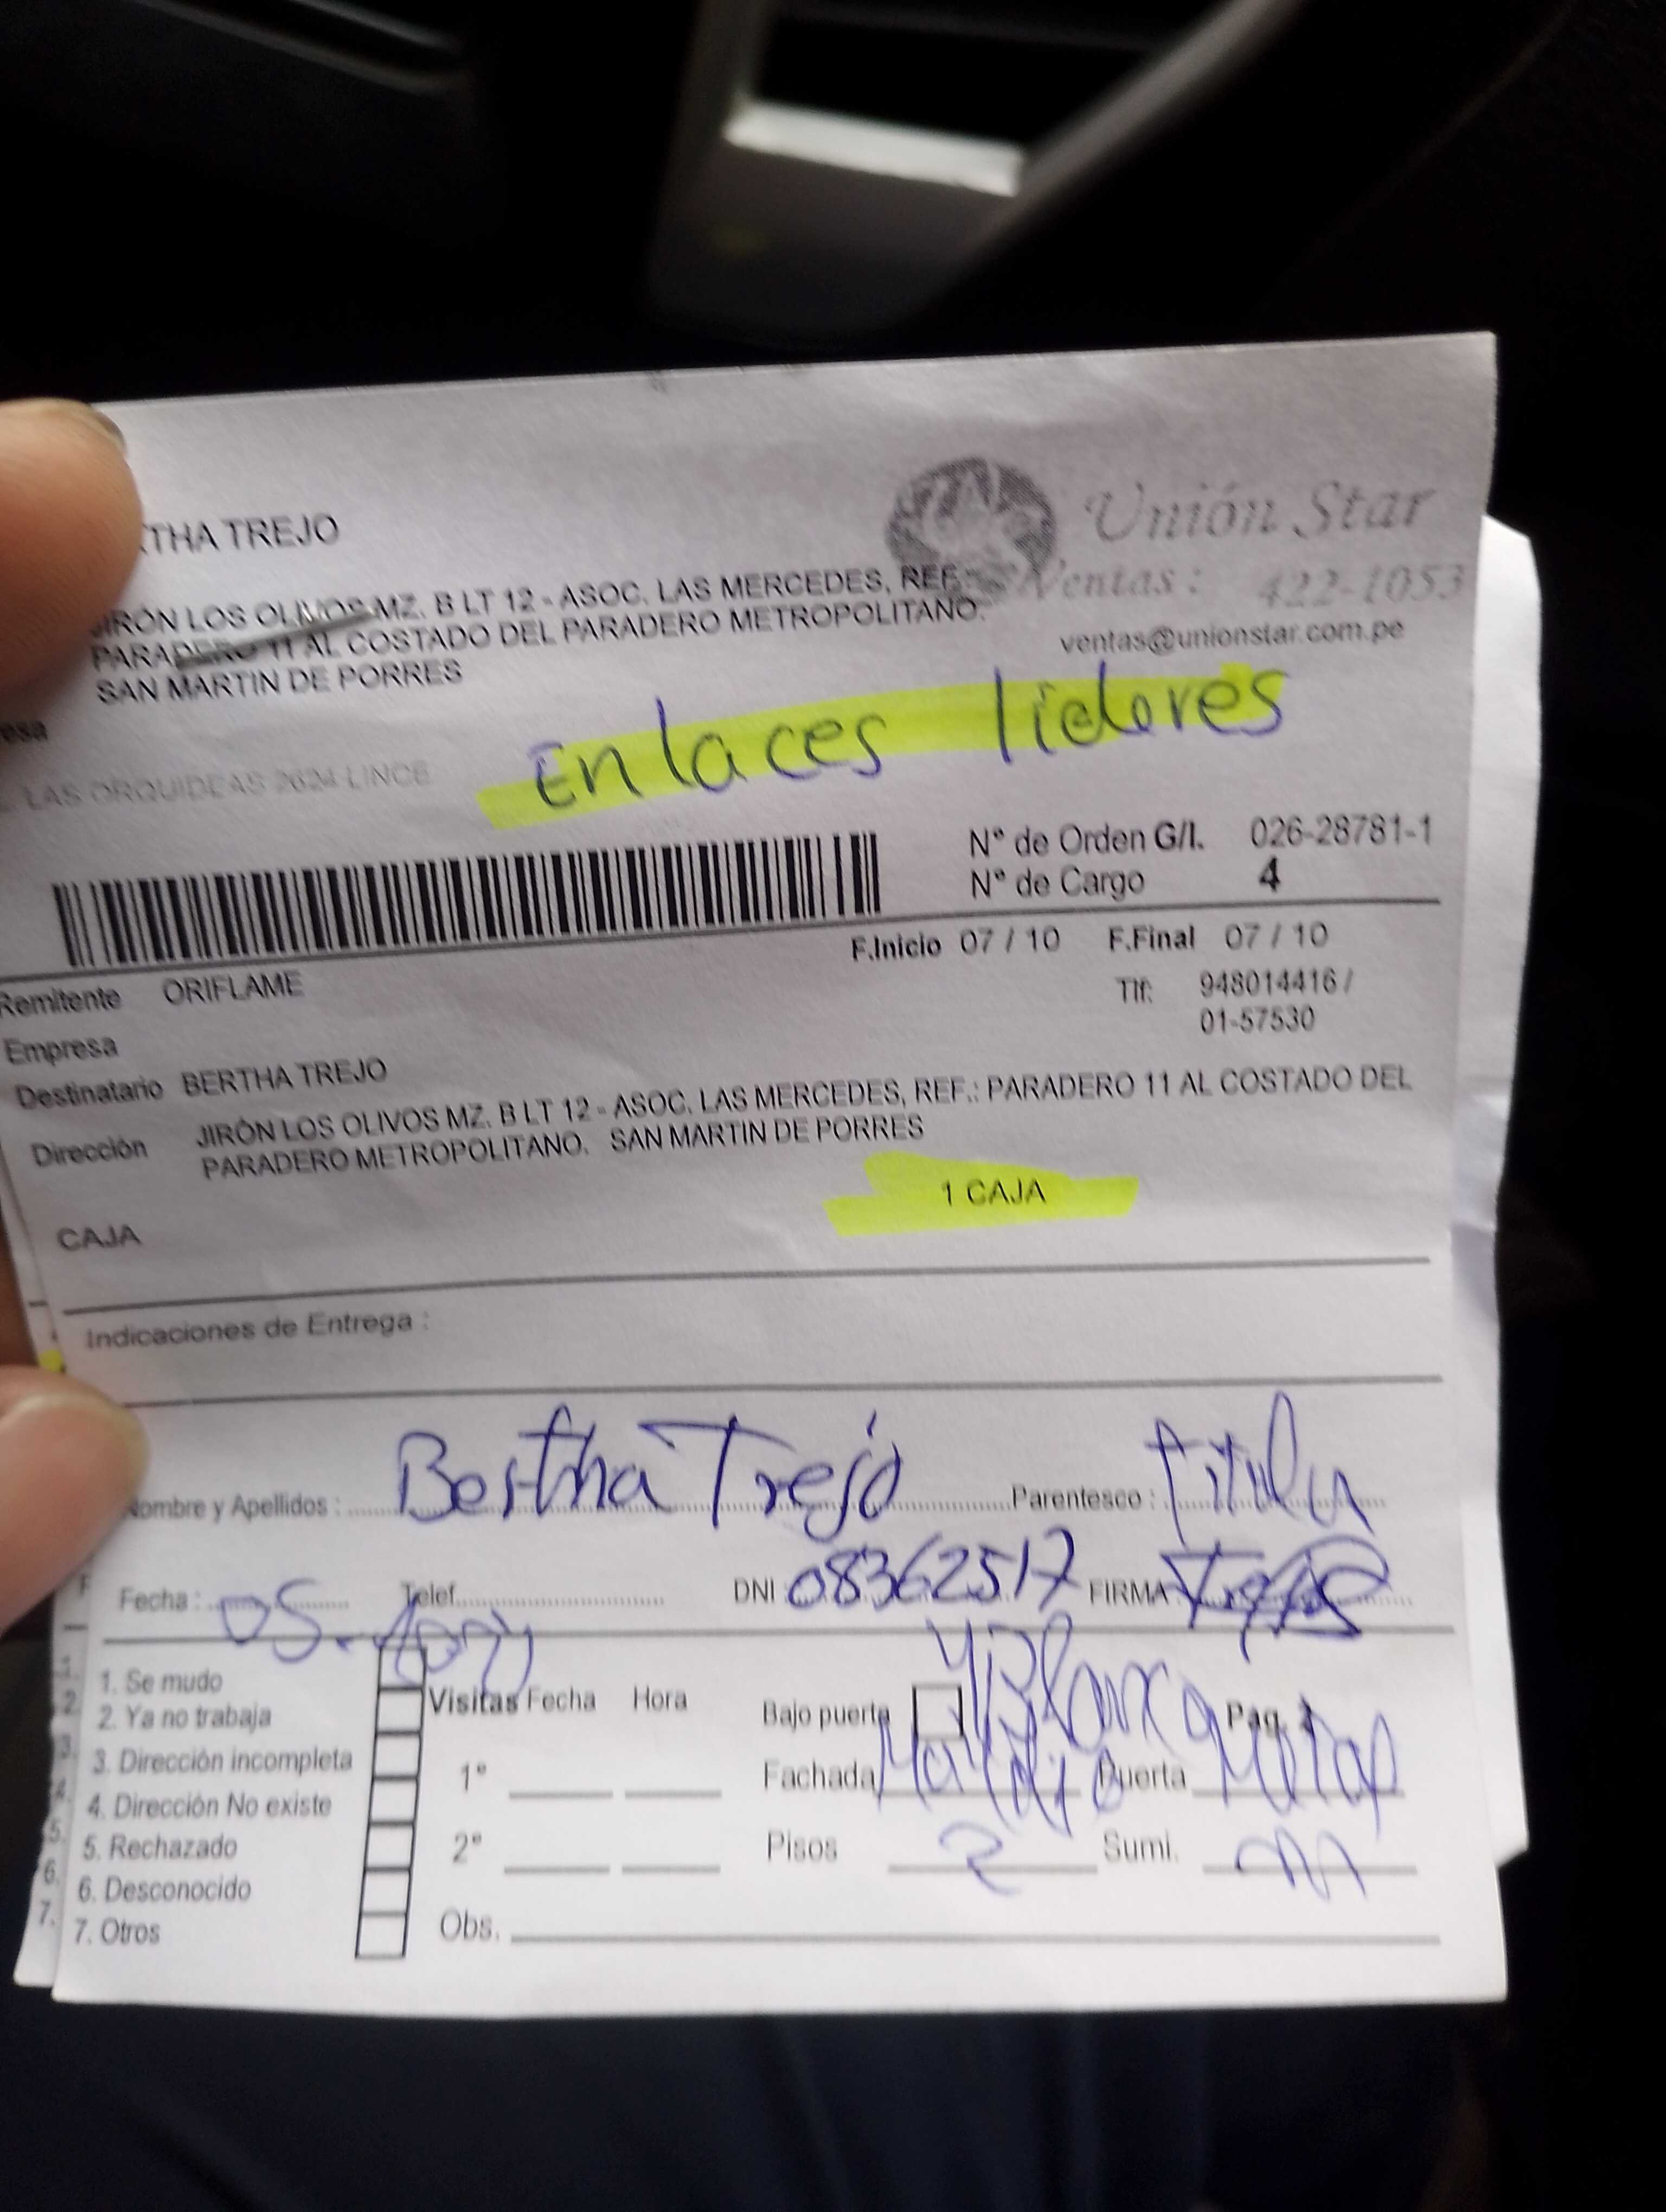 RTHA TREJO
Unión Star
JIRÓN LOS OLIVOS MZ. B LT 12 - ASOC. LAS MERCEDES, REF.:
Ventas : 422-1053
PARADERO 11 AL COSTADO DEL PARADERO METROPOLITANO.
ventas@unionstar.com.pe
SAN MARTIN DE PORRES
esa
Enlaces lideres
LAS ORQUIDEAS 2624 LINCE
N° de Orden G/I. 026-28781-1
N° de Cargo 4
F.Inicio 07 / 10 F.Final 07 / 10
Remitente ORIFLAME
Tlf: 948014416 /
01-57530
Empresa
Destinatario BERTHA TREJO
Dirección JIRÓN LOS OLIVOS MZ. B LT 12 - ASOC. LAS MERCEDES, REF.: PARADERO 11 AL COSTADO DEL
PARADERO METROPOLITANO. SAN MARTIN DE PORRES
1 CAJA
CAJA
Indicaciones de Entrega :
Nombre y Apellidos : Bertha Trejo Parentesco : titular
Fecha : Telef. DNI 08362517 FIRMA
1. Se mudo
2. Ya no trabaja
3. Dirección incompleta
4. Dirección No existe
5. Rechazado
6. Desconocido
7. Otros
Visitas Fecha Hora
1°
2°
Obs.
Bajo puerta Pag. 1
Fachada Puerta
Pisos 2 Sumi.